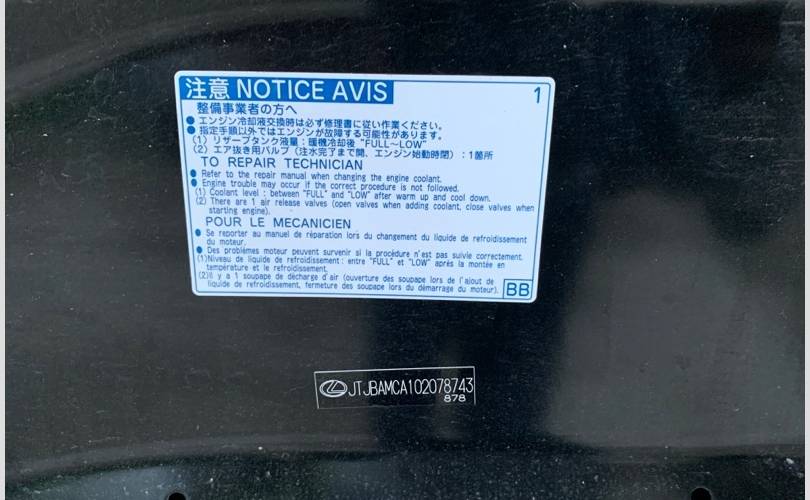 注意 NOTICE AVIS 1
整備事業者の方へ
● エンジン冷却液交換時は必ず修理書に従い作業ください。
● 指定手順以外ではエンジンが故障する可能性があります。
(1) リザーブタンク液量：暖機冷却後 "FULL～LOW"
(2) エア抜き用バルブ（注水完了まで開、エンジン始動時閉）：1箇所
TO REPAIR TECHNICIAN
● Refer to the repair manual when changing the engine coolant.
● Engine trouble may occur if the correct procedure is not followed.
(1) Coolant level : between "FULL" and "LOW" after warm up and cool down.
(2) There are 1 air release valves (open valves when adding coolant, close valves when
starting engine).
POUR LE MECANICIEN
● Se reporter au manuel de réparation lors du changement du liquide de refroidissement
du moteur.
● Des problèmes moteur peuvent survenir si la procédure n'est pas suivie correctement.
(1)Niveau de liquide de refroidissement : entre "FULL" et "LOW" après la montée en
température et le refroidissement.
(2)Il y a 1 soupape de décharge d'air (ouverture des soupape lors de l'ajout de
liquide de refroidissement, fermeture des soupape lors du démarrage du moteur).
BB
JTJBAMCA102078743
878